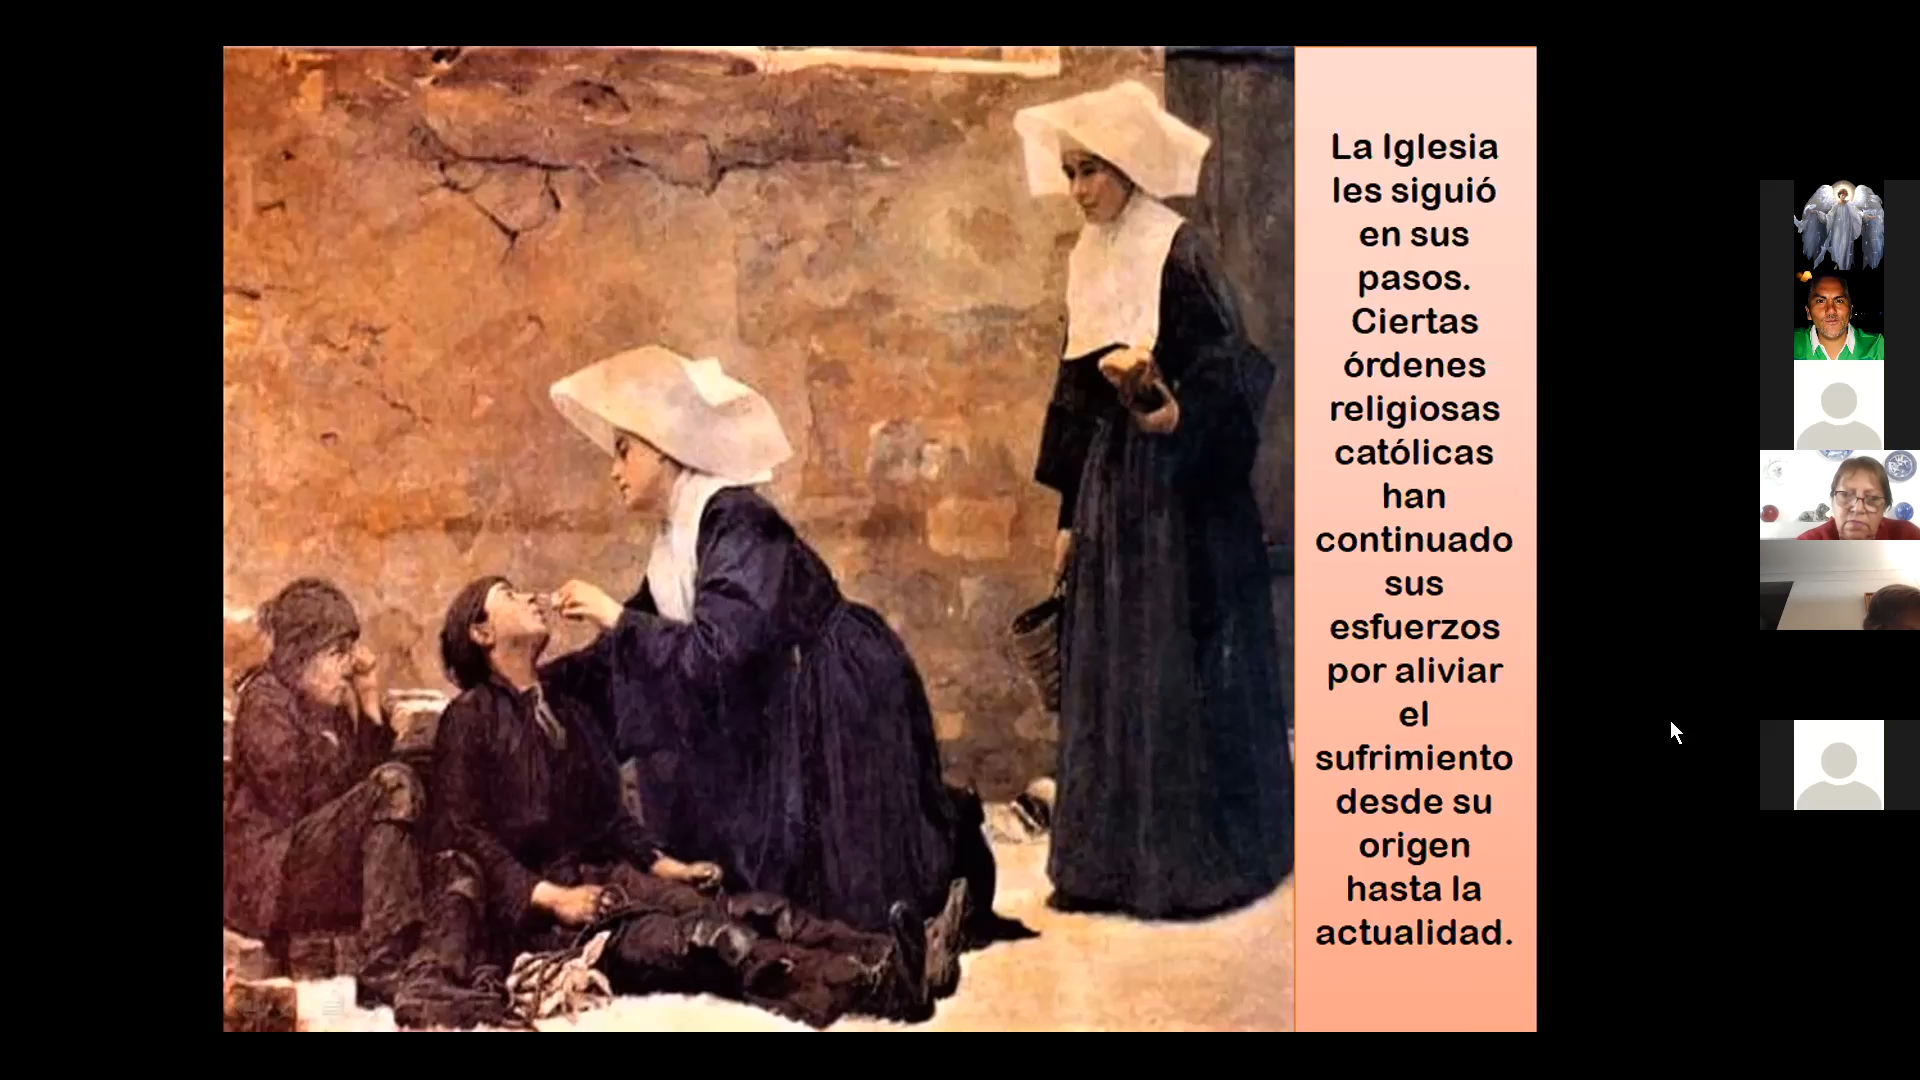 La Iglesia
les siguió
en sus
pasos.
Ciertas
órdenes
religiosas
católicas
han
continuado
sus
esfuerzos
por aliviar
el
sufrimiento
desde su
origen
hasta la
actualidad.